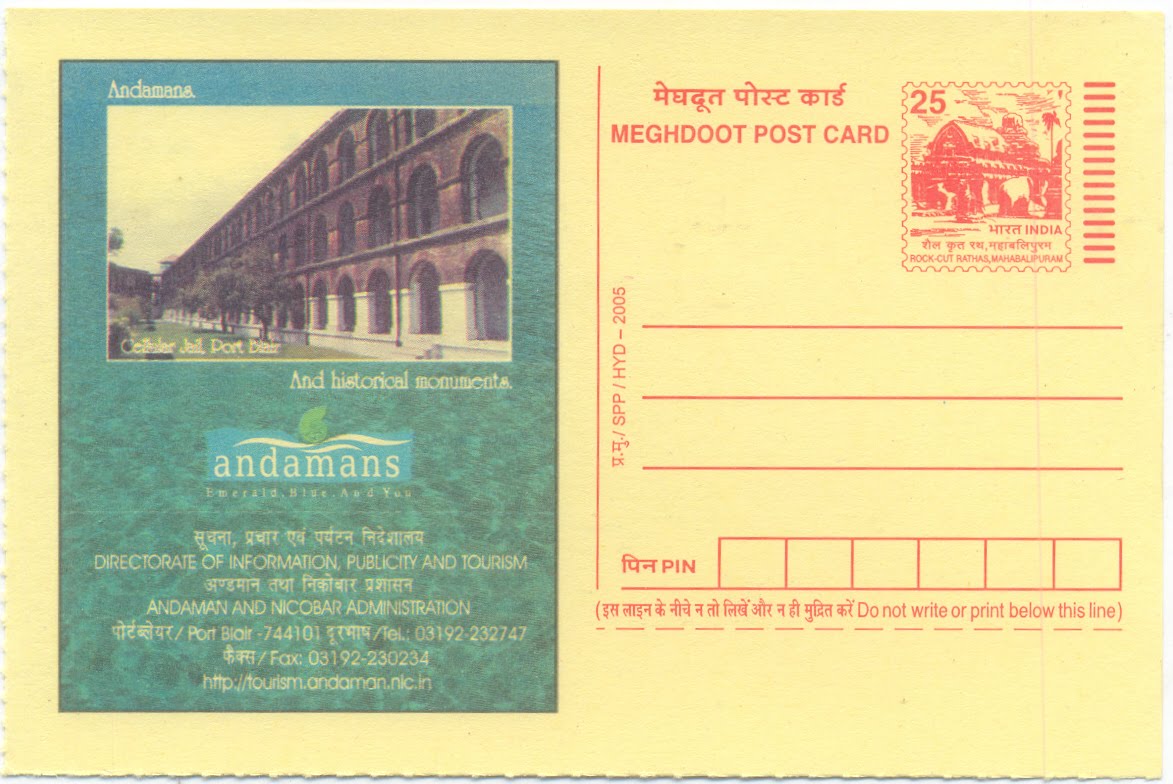 Andamans.
Cellular Jail, Port Blair
And historical monuments.
andamans
Emerald. Blue. And You
सूचना, प्रचार एवं पर्यटन निदेशालय
DIRECTORATE OF INFORMATION, PUBLICITY AND TOURISM
अण्डमान तथा निकोबार प्रशासन
ANDAMAN AND NICOBAR ADMINISTRATION
पोर्टब्लेयर / Port Blair -744101 दूरभाष /Tel.: 03192-232747
फैक्स / Fax: 03192-230234
http://tourism.andaman.nic.in
मेघदूत पोस्ट कार्ड
MEGHDOOT POST CARD
25
भारत INDIA
शैल कृत रथ, महाबलिपुरम
ROCK-CUT RATHAS, MAHABALIPURAM
प्र.मु./ SPP / HYD – 2005
पिन PIN
(इस लाइन के नीचे न तो लिखें और न ही मुद्रित करें Do not write or print below this line)